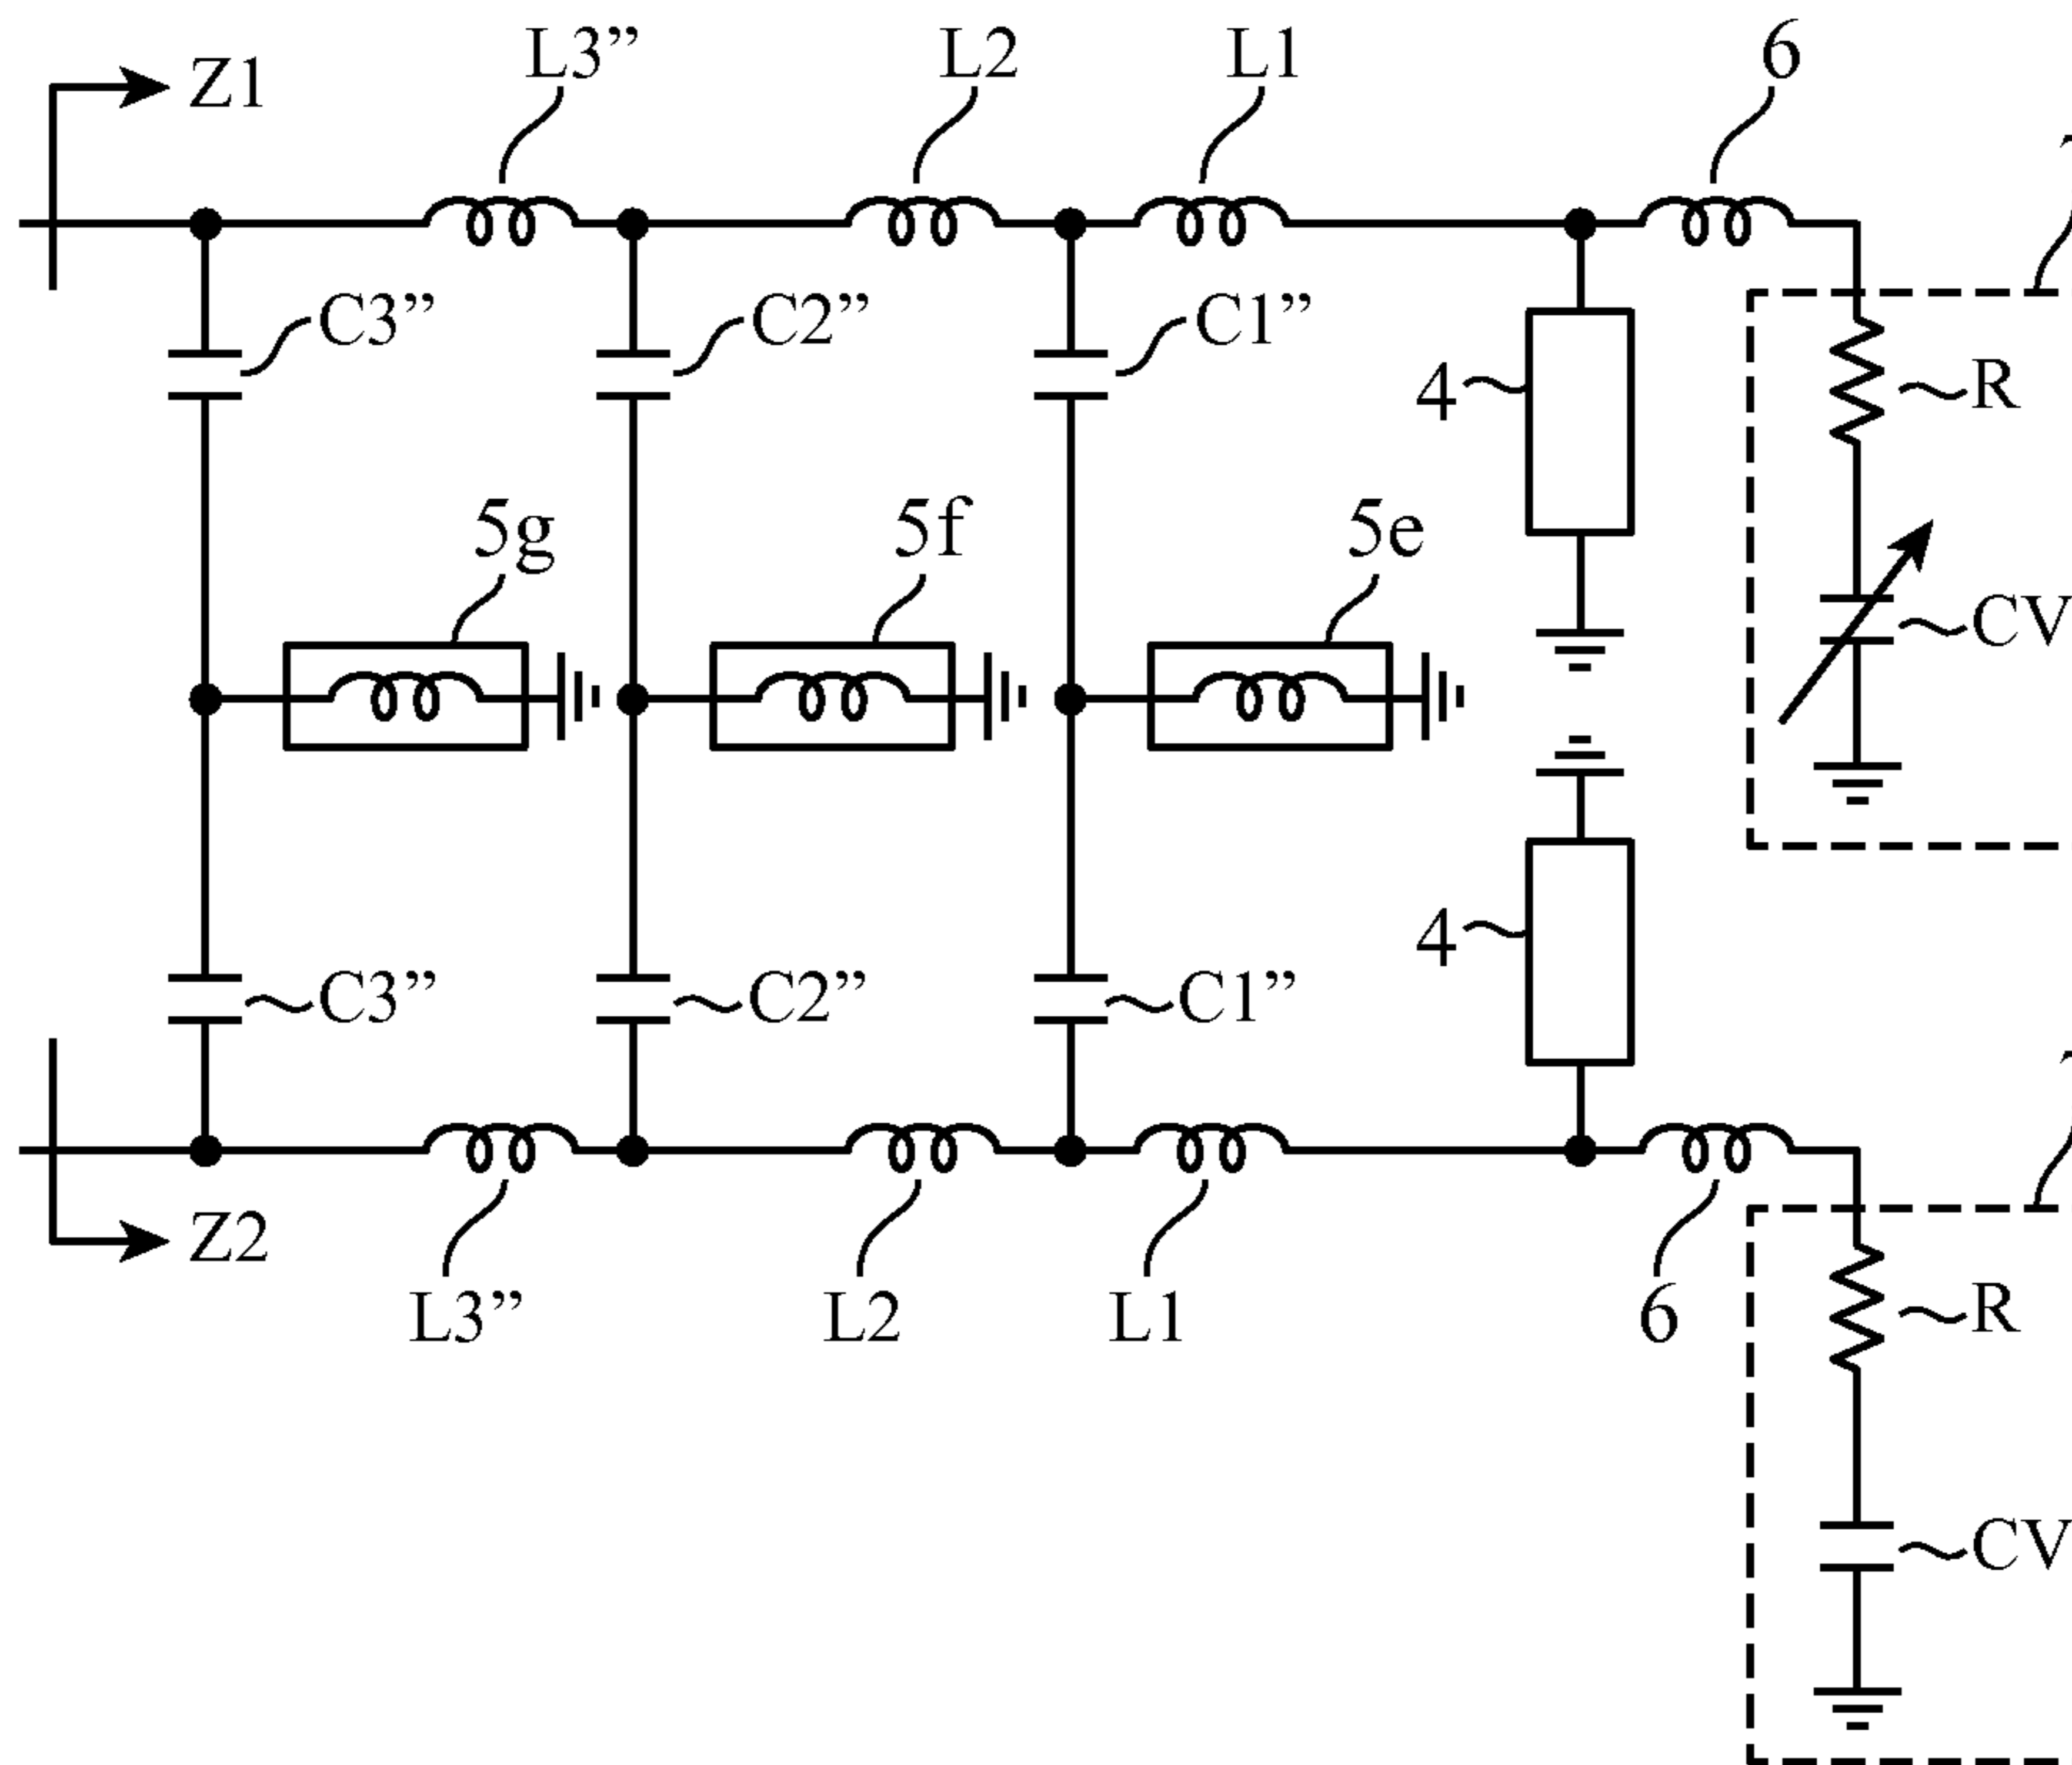 L3” L2 L1 6
Z1
C3” C2” C1”
4 R
5g 5f 5e
CV
4
C3” C2” C1”
Z2
L3” L2 L1 6 R
CV